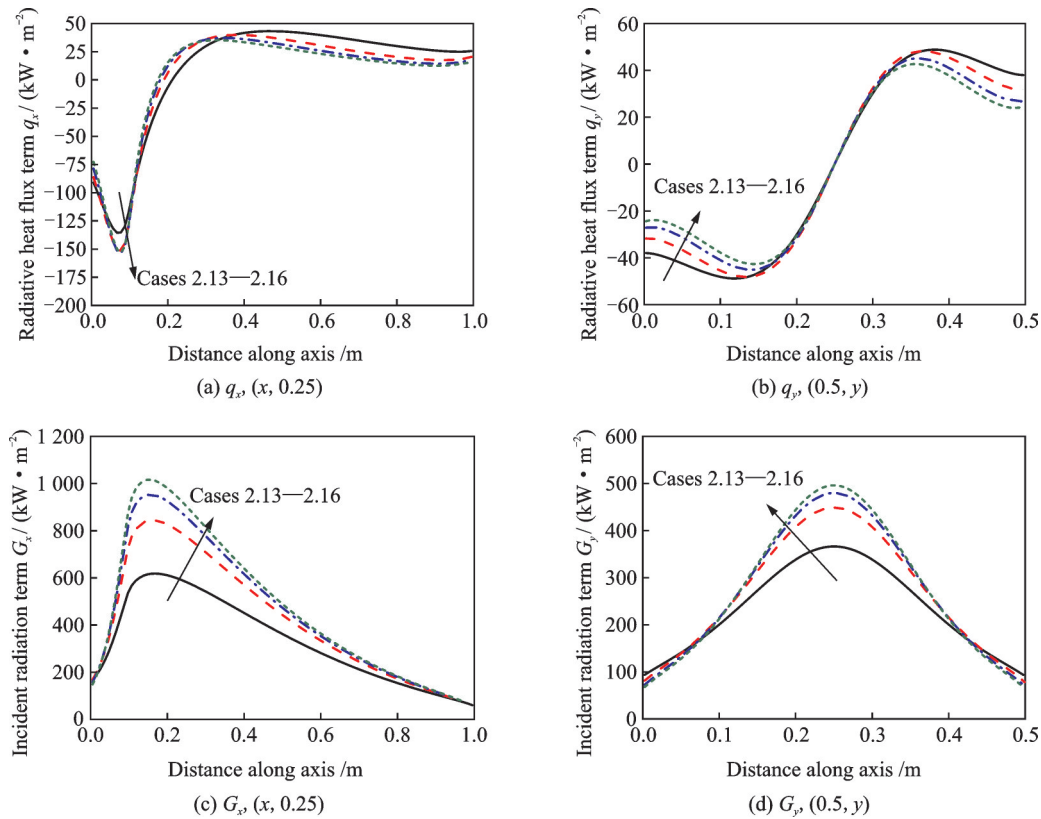 Radiative heat flux term qₓ/ (kW • m⁻²)
50
25
0
−25
−50
−75
−100
−125
−150
−175
−200
Cases 2.13—2.16
0.0 0.2 0.4 0.6 0.8 1.0
Distance along axis /m
(a) qₓ, (x, 0.25)
Radiative heat flux term q_y/ (kW • m⁻²)
60
40
20
0
−20
−40
−60
Cases 2.13—2.16
0.0 0.1 0.2 0.3 0.4 0.5
Distance along axis /m
(b) q_y, (0.5, y)
Incident radiation term Gₓ/ (kW • m⁻²)
1 200
1 000
800
600
400
200
0
Cases 2.13—2.16
0.0 0.2 0.4 0.6 0.8 1.0
Distance along axis /m
(c) Gₓ, (x, 0.25)
Incident radiation term G_y/ (kW • m⁻²)
600
500
400
300
200
100
0
Cases 2.13—2.16
0.0 0.1 0.2 0.3 0.4 0.5
Distance along axis /m
(d) G_y, (0.5, y)